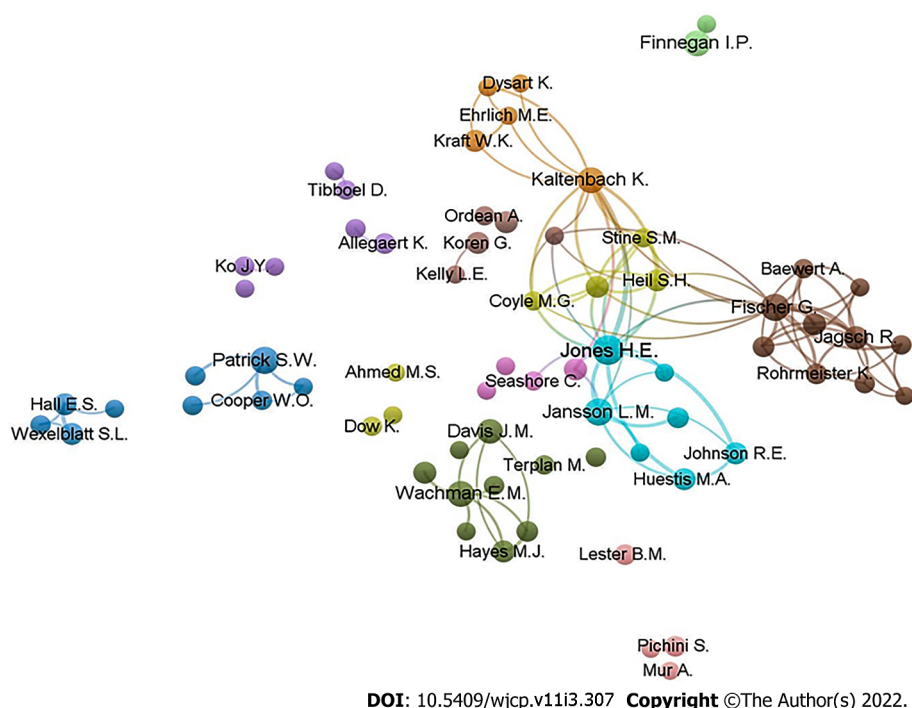 Finnegan I.P.
Dysart K.
Ehrlich M.E.
Kraft W.K.
Kaltenbach K.
Tibboel D.
Ordean A.
Allegaert K.
Koren G.
Stine S.M.
Ko J.Y.
Kelly L.E.
Heil S.H.
Baewert A.
Coyle M.G.
Fischer G.
Jagsch R.
Jones H.E.
Patrick S.W.
Ahmed M.S.
Seashore C.
Rohrmeister K.
Hall E.S.
Cooper W.O.
Jansson L.M.
Wexelblatt S.L.
Dow K.
Davis J.M.
Johnson R.E.
Terplan M.
Huestis M.A.
Wachman E.M.
Hayes M.J.
Lester B.M.
Pichini S.
Mur A.
DOI: 10.5409/wjcp.v11i3.307 Copyright ©The Author(s) 2022.